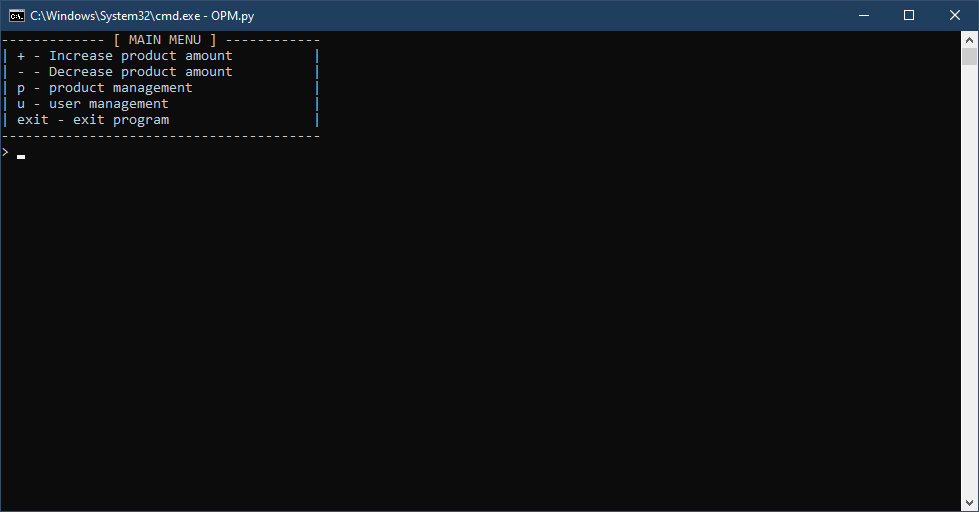 C:\Windows\System32\cmd.exe - OPM.py
------------- [ MAIN MENU ] ------------
| + - Increase product amount          |
| - - Decrease product amount          |
| p - product management               |
| u - user management                  |
| exit - exit program                  |
----------------------------------------
> _